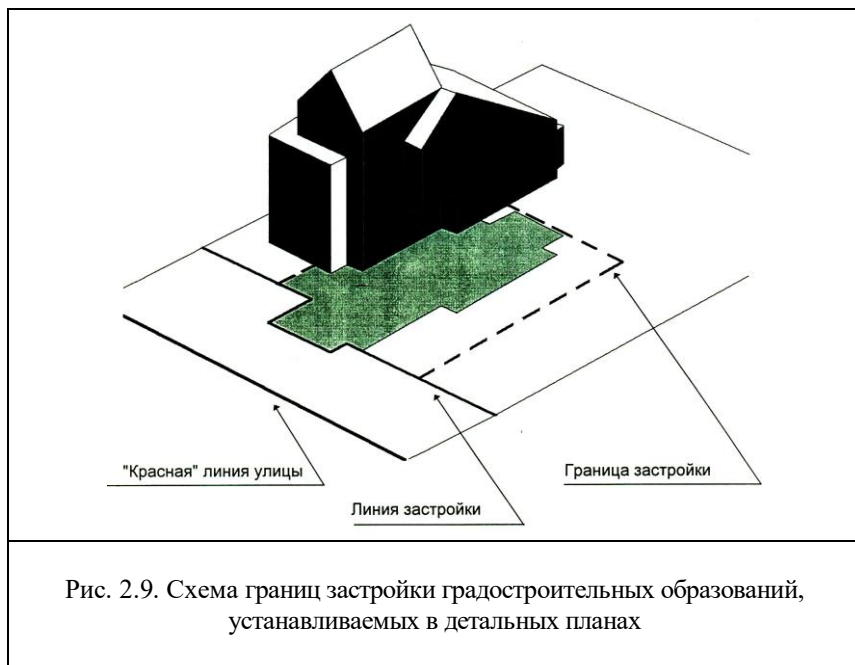 "Красная" линия улицы
Линия застройки
Граница застройки
Рис. 2.9. Схема границ застройки градостроительных образований,
устанавливаемых в детальных планах